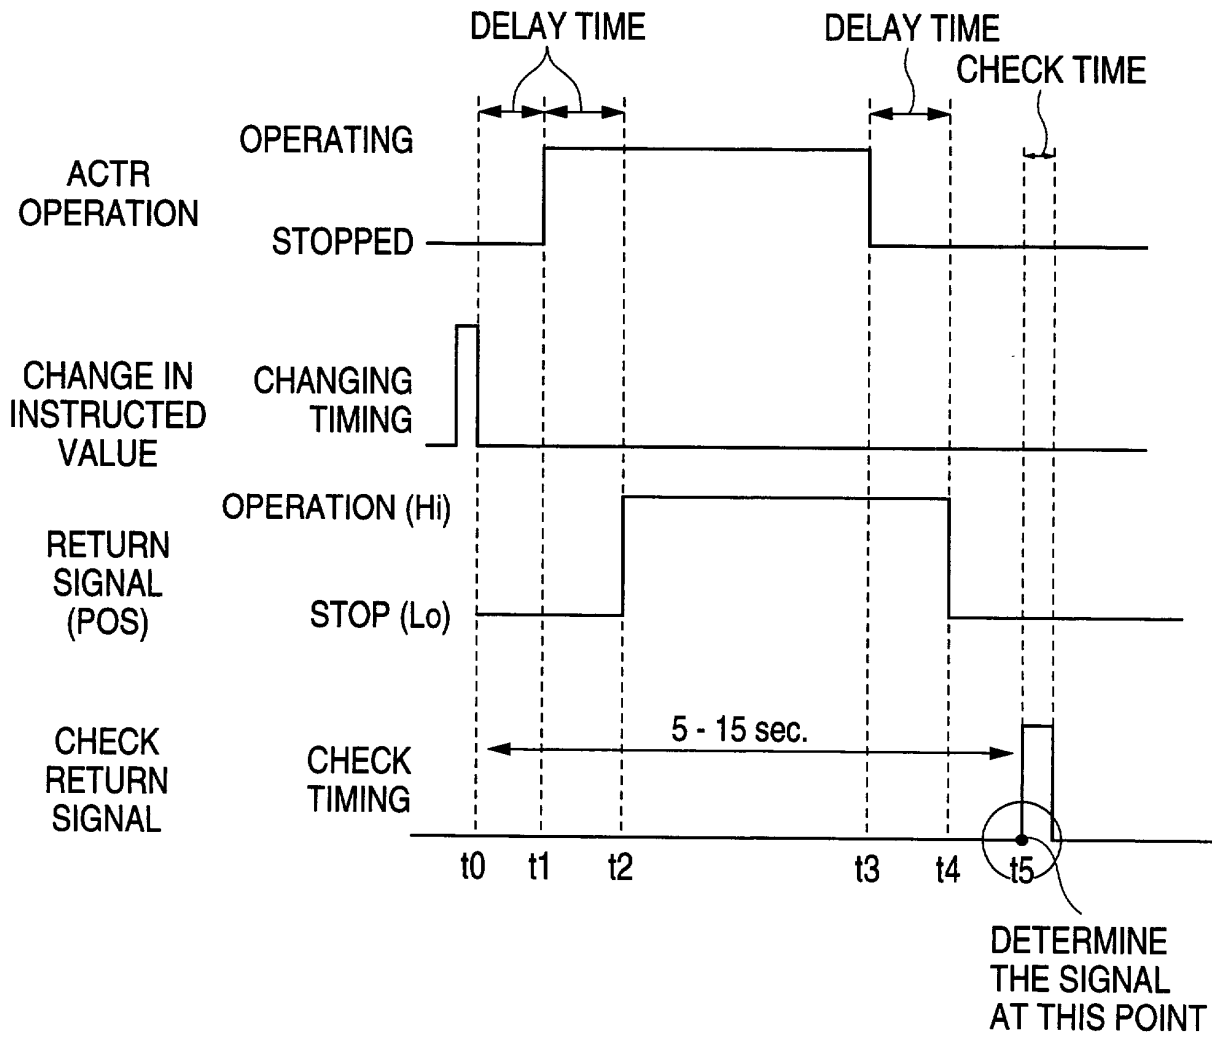 DELAY TIME
DELAY TIME
CHECK TIME
ACTR
OPERATION
OPERATING
STOPPED
CHANGE IN
INSTRUCTED
VALUE
CHANGING
TIMING
RETURN
SIGNAL
(POS)
OPERATION (Hi)
STOP (Lo)
CHECK
RETURN
SIGNAL
CHECK
TIMING
5 - 15 sec.
t0 t1 t2 t3 t4 t5
DETERMINE
THE SIGNAL
AT THIS POINT